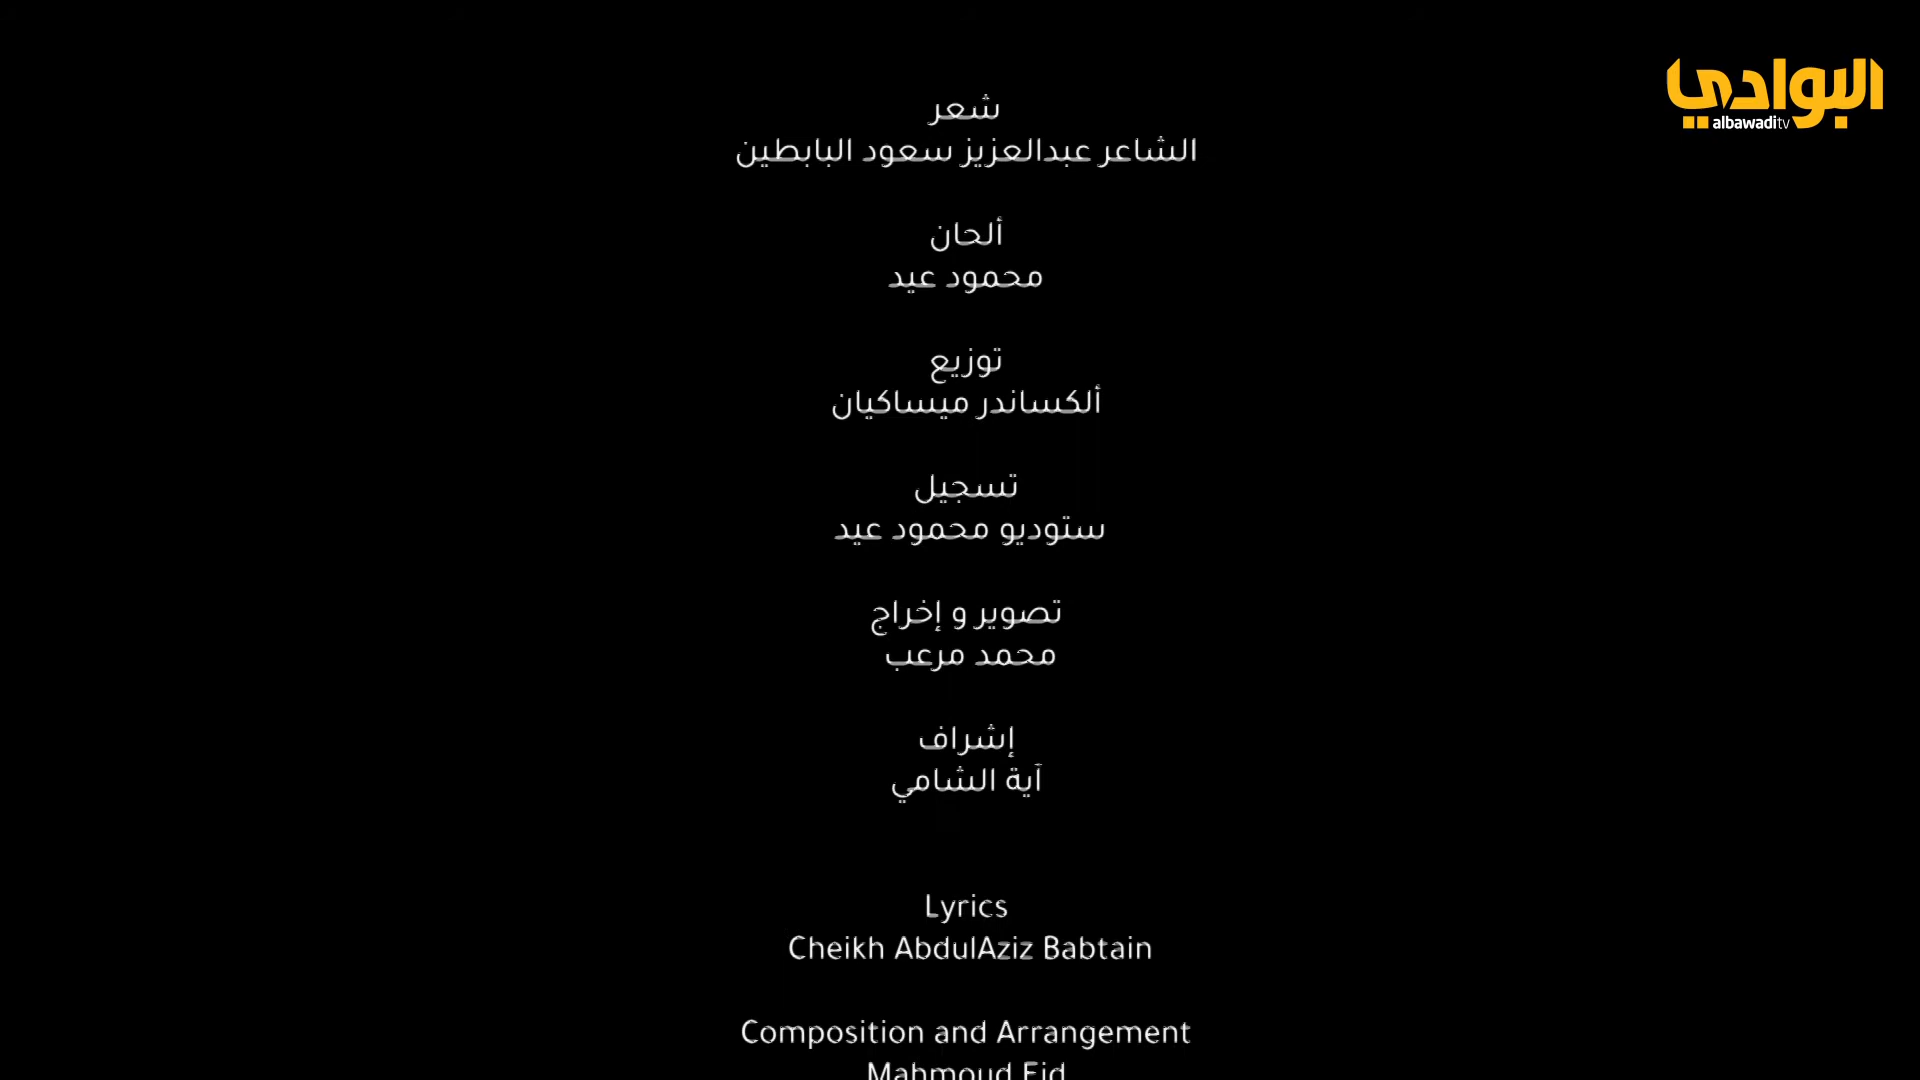 البوادي
albawaditv
شعر
الشاعر عبدالعزيز سعود البابطين
ألحان
محمود عيد
توزيع
ألكساندر ميساكيان
تسجيل
ستوديو محمود عيد
تصوير و إخراج
محمد مرعب
إشراف
آية الشامي
Lyrics
Cheikh AbdulAziz Babtain
Composition and Arrangement
Mahmoud Eid